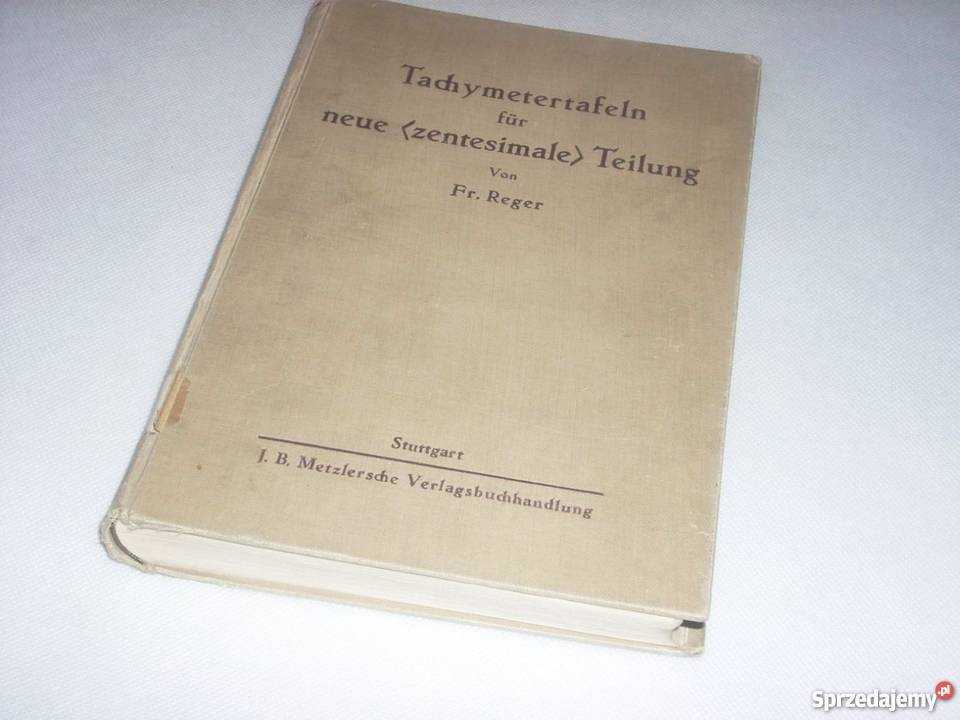 Tachymetertafeln
für
neue ⟨zentesimale⟩ Teilung
Von
Fr. Reger
Stuttgart
J. B. Metzlersche Verlagsbuchhandlung
Sprzedajemy.pl